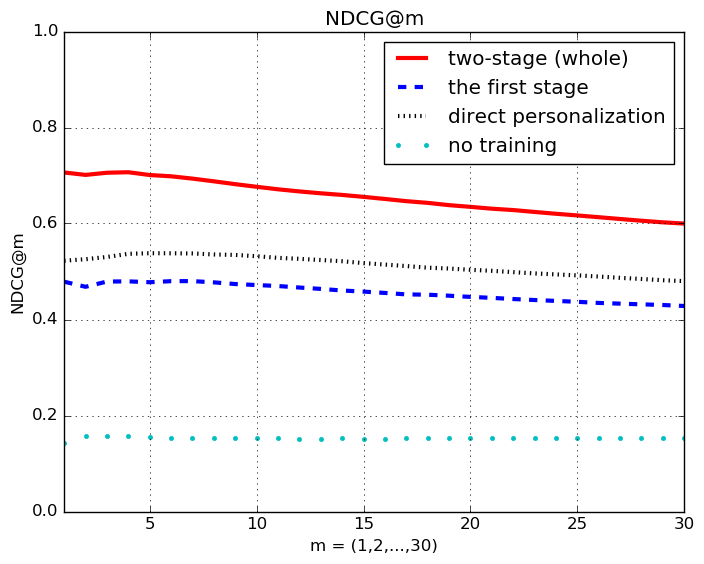 NDCG@m
1.0
0.8
0.6
0.4
0.2
0.0
NDCG@m
two-stage (whole)
the first stage
direct personalization
no training
5 10 15 20 25 30
m = (1,2,...,30)